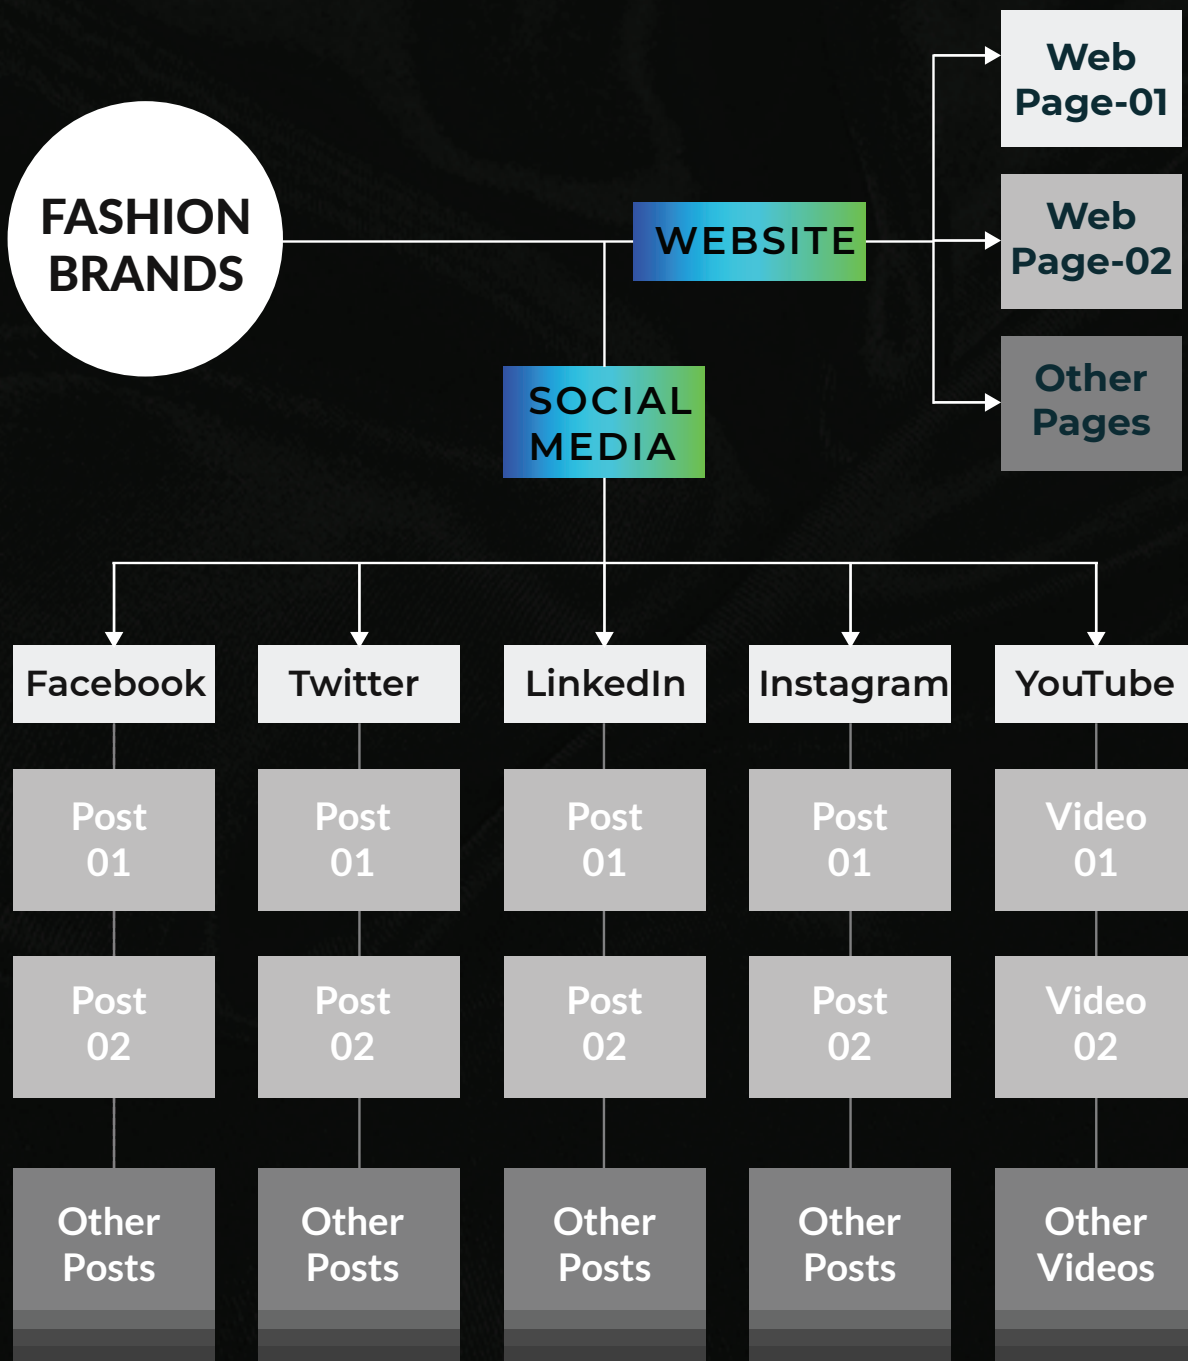 FASHION
BRANDS
WEBSITE
Web
Page-01
Web
Page-02
Other
Pages
SOCIAL
MEDIA
Facebook
Twitter
LinkedIn
Instagram
YouTube
Post
01
Post
01
Post
01
Post
01
Video
01
Post
02
Post
02
Post
02
Post
02
Video
02
Other
Posts
Other
Posts
Other
Posts
Other
Posts
Other
Videos